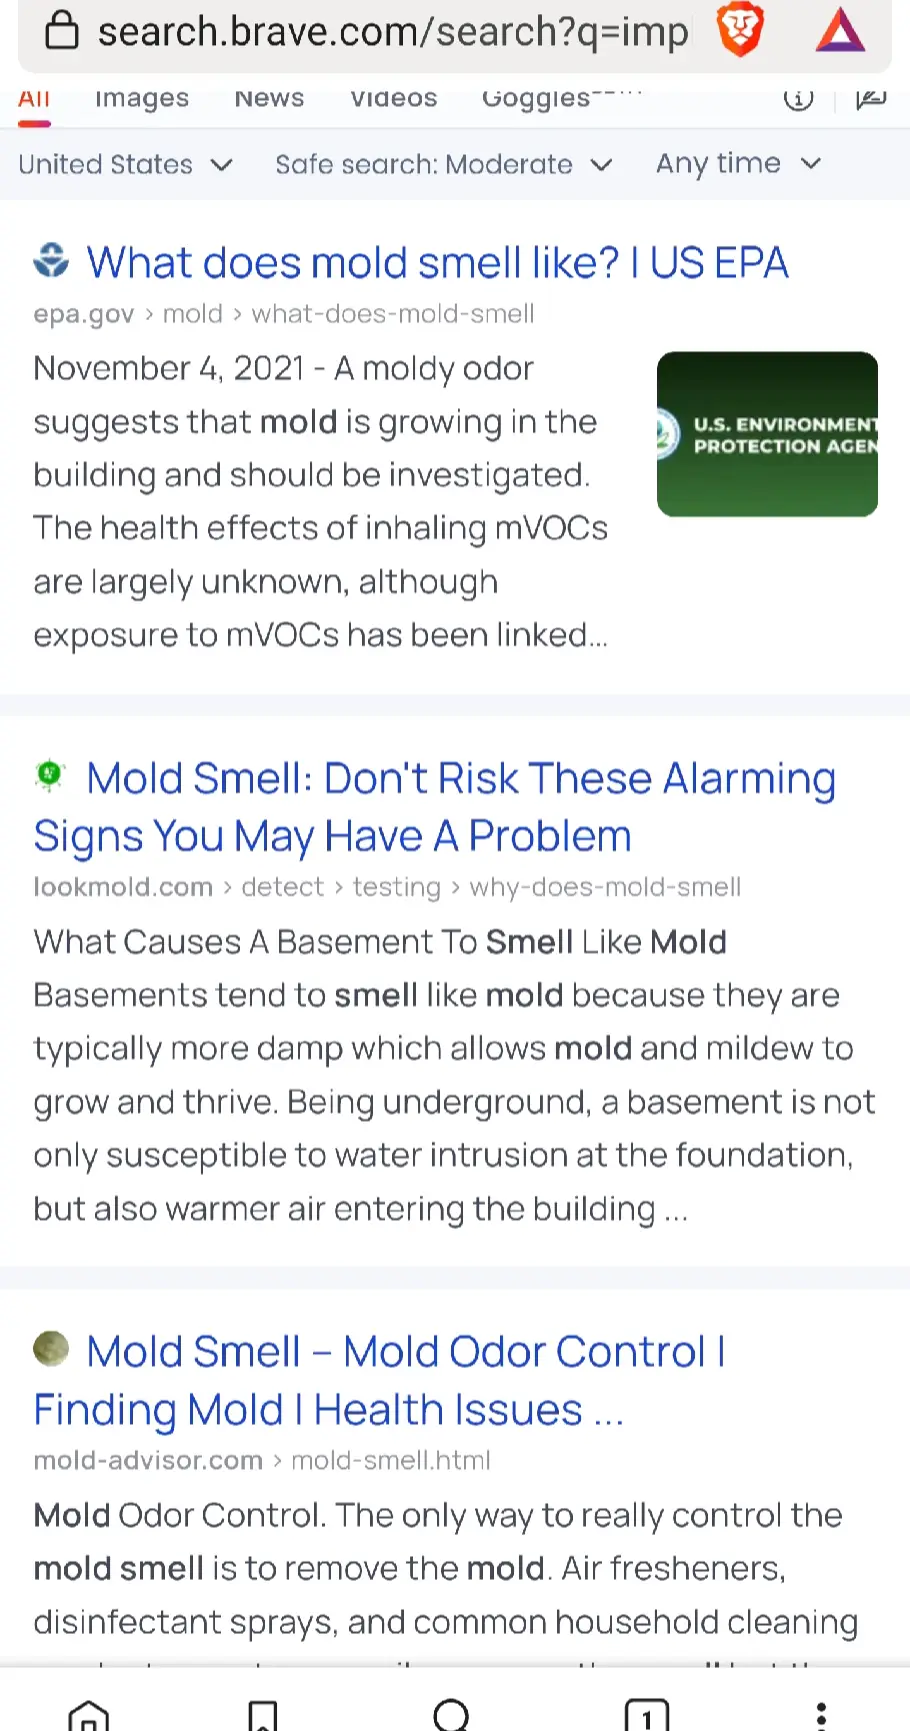 search.brave.com/search?q=imp
All Images News Videos Goggles
United States Safe search: Moderate Any time
What does mold smell like? | US EPA
epa.gov › mold › what-does-mold-smell
November 4, 2021 - A moldy odor
suggests that mold is growing in the
building and should be investigated.
The health effects of inhaling mVOCs
are largely unknown, although
exposure to mVOCs has been linked...
U.S. ENVIRONMENT
PROTECTION AGEN
Mold Smell: Don't Risk These Alarming
Signs You May Have A Problem
lookmold.com › detect › testing › why-does-mold-smell
What Causes A Basement To Smell Like Mold
Basements tend to smell like mold because they are
typically more damp which allows mold and mildew to
grow and thrive. Being underground, a basement is not
only susceptible to water intrusion at the foundation,
but also warmer air entering the building ...
Mold Smell – Mold Odor Control |
Finding Mold | Health Issues ...
mold-advisor.com › mold-smell.html
Mold Odor Control. The only way to really control the
mold smell is to remove the mold. Air fresheners,
disinfectant sprays, and common household cleaning
1